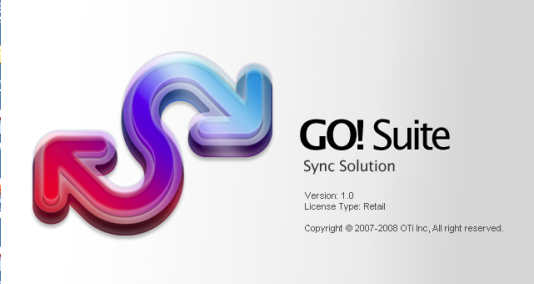 GO! Suite
Sync Solution
Version: 1.0
License Type: Retail
Copyright © 2007-2008 OTi Inc, All right reserved.